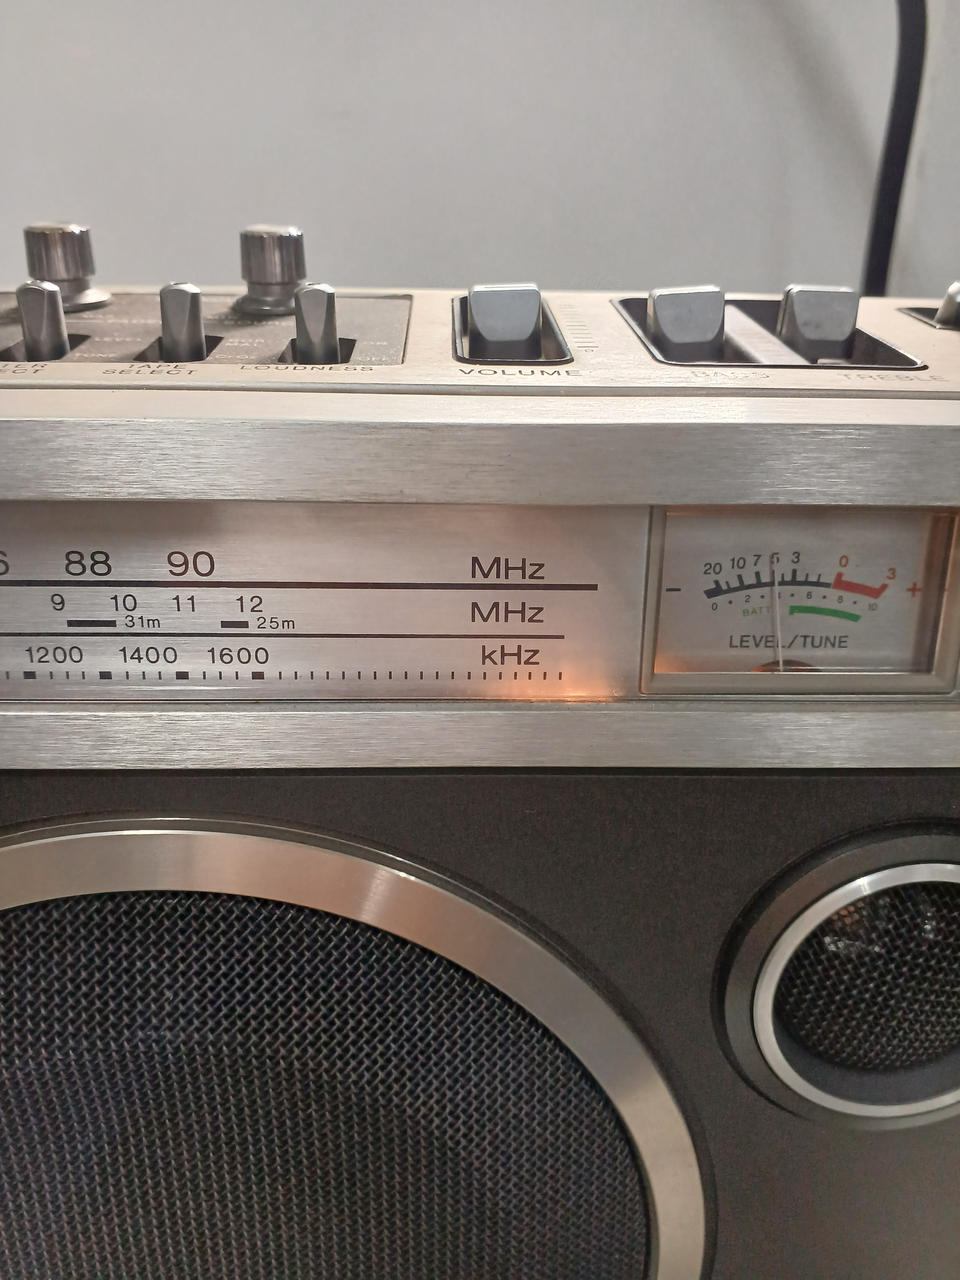 TAPE
SELECT
LOUDNESS
VOLUME
BASS
TREBLE
88 90 MHz
9 10 11 12 MHz
31m 25m
1200 1400 1600 kHz
20 10 7 5 3 0 3
- +
0 2 6 8 10
BATT
LEVEL/TUNE